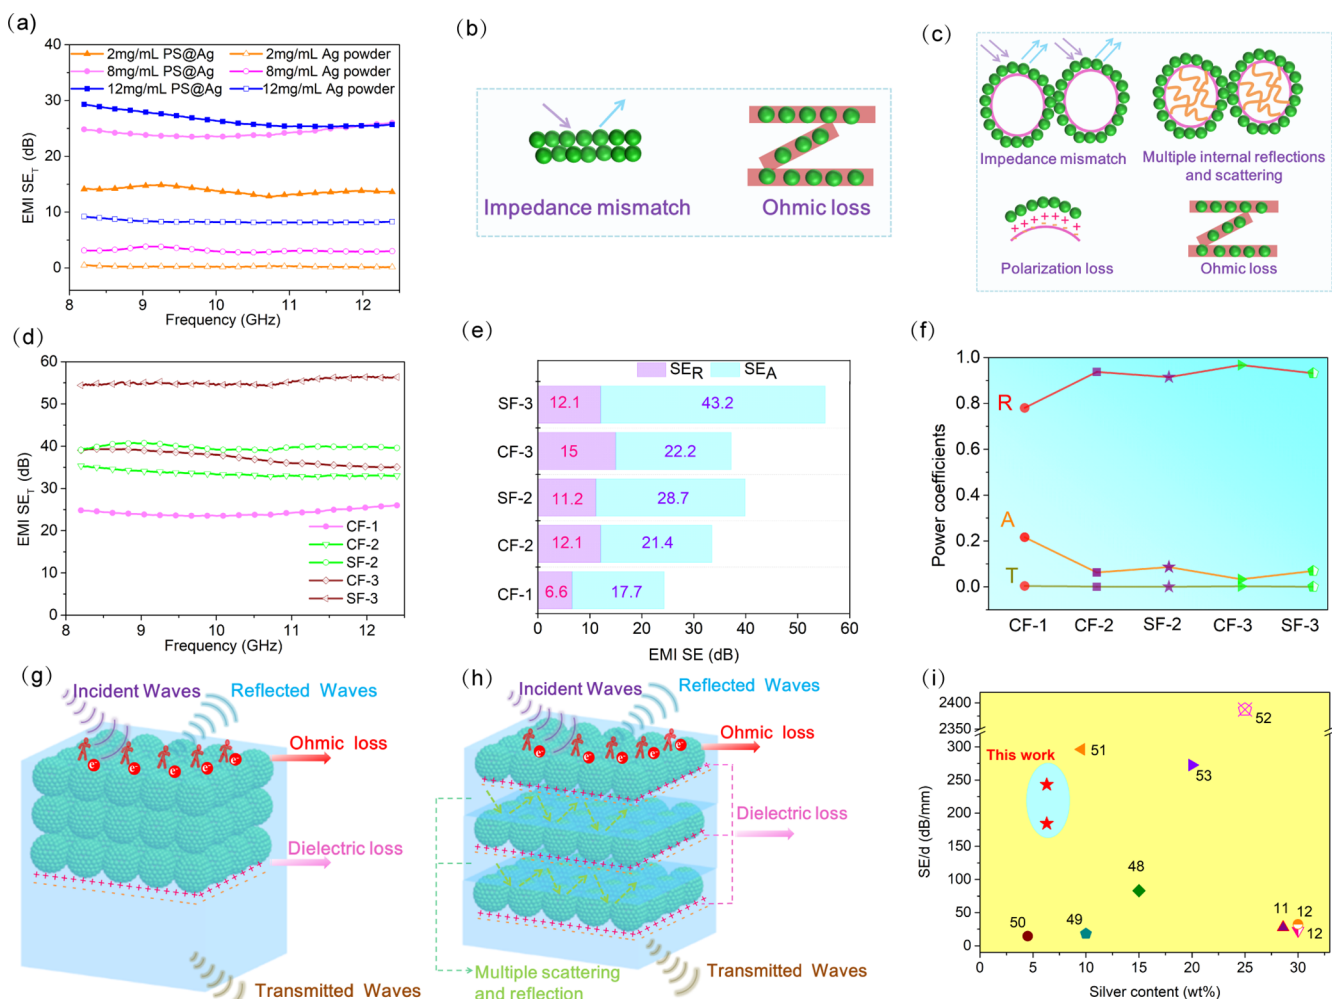 (a)
40
30
20
10
0
EMI SE_T (dB)
2mg/mL PS@Ag
2mg/mL Ag powder
8mg/mL PS@Ag
8mg/mL Ag powder
12mg/mL PS@Ag
12mg/mL Ag powder
8 9 10 11 12
Frequency (GHz)
(b)
Impedance mismatch
Ohmic loss
(c)
Impedance mismatch
Multiple internal reflections
and scattering
Polarization loss
Ohmic loss
(d)
60
50
40
30
20
10
0
EMI SE_T (dB)
CF-1
CF-2
SF-2
CF-3
SF-3
8 9 10 11 12
Frequency (GHz)
(e)
SE_R SE_A
SF-3 12.1 43.2
CF-3 15 22.2
SF-2 11.2 28.7
CF-2 12.1 21.4
CF-1 6.6 17.7
0 10 20 30 40 50 60
EMI SE (dB)
(f)
1.0
0.8
0.6
0.4
0.2
0.0
Power coefficients
R
A
T
CF-1 CF-2 SF-2 CF-3 SF-3
(g)
Incident Waves
Reflected Waves
Ohmic loss
e⁻ e⁻ e⁻ e⁻ e⁻
Dielectric loss
Transmitted Waves
(h)
Incident Waves
Reflected Waves
Ohmic loss
e⁻ e⁻ e⁻ e⁻ e⁻
Dielectric loss
Multiple scattering
and reflection
Transmitted Waves
(i)
2400
2350
300
250
200
150
100
50
0
SE/d (dB/mm)
This work
52
51
53
48
50
49
11
12
12
0 5 10 15 20 25 30
Silver content (wt%)